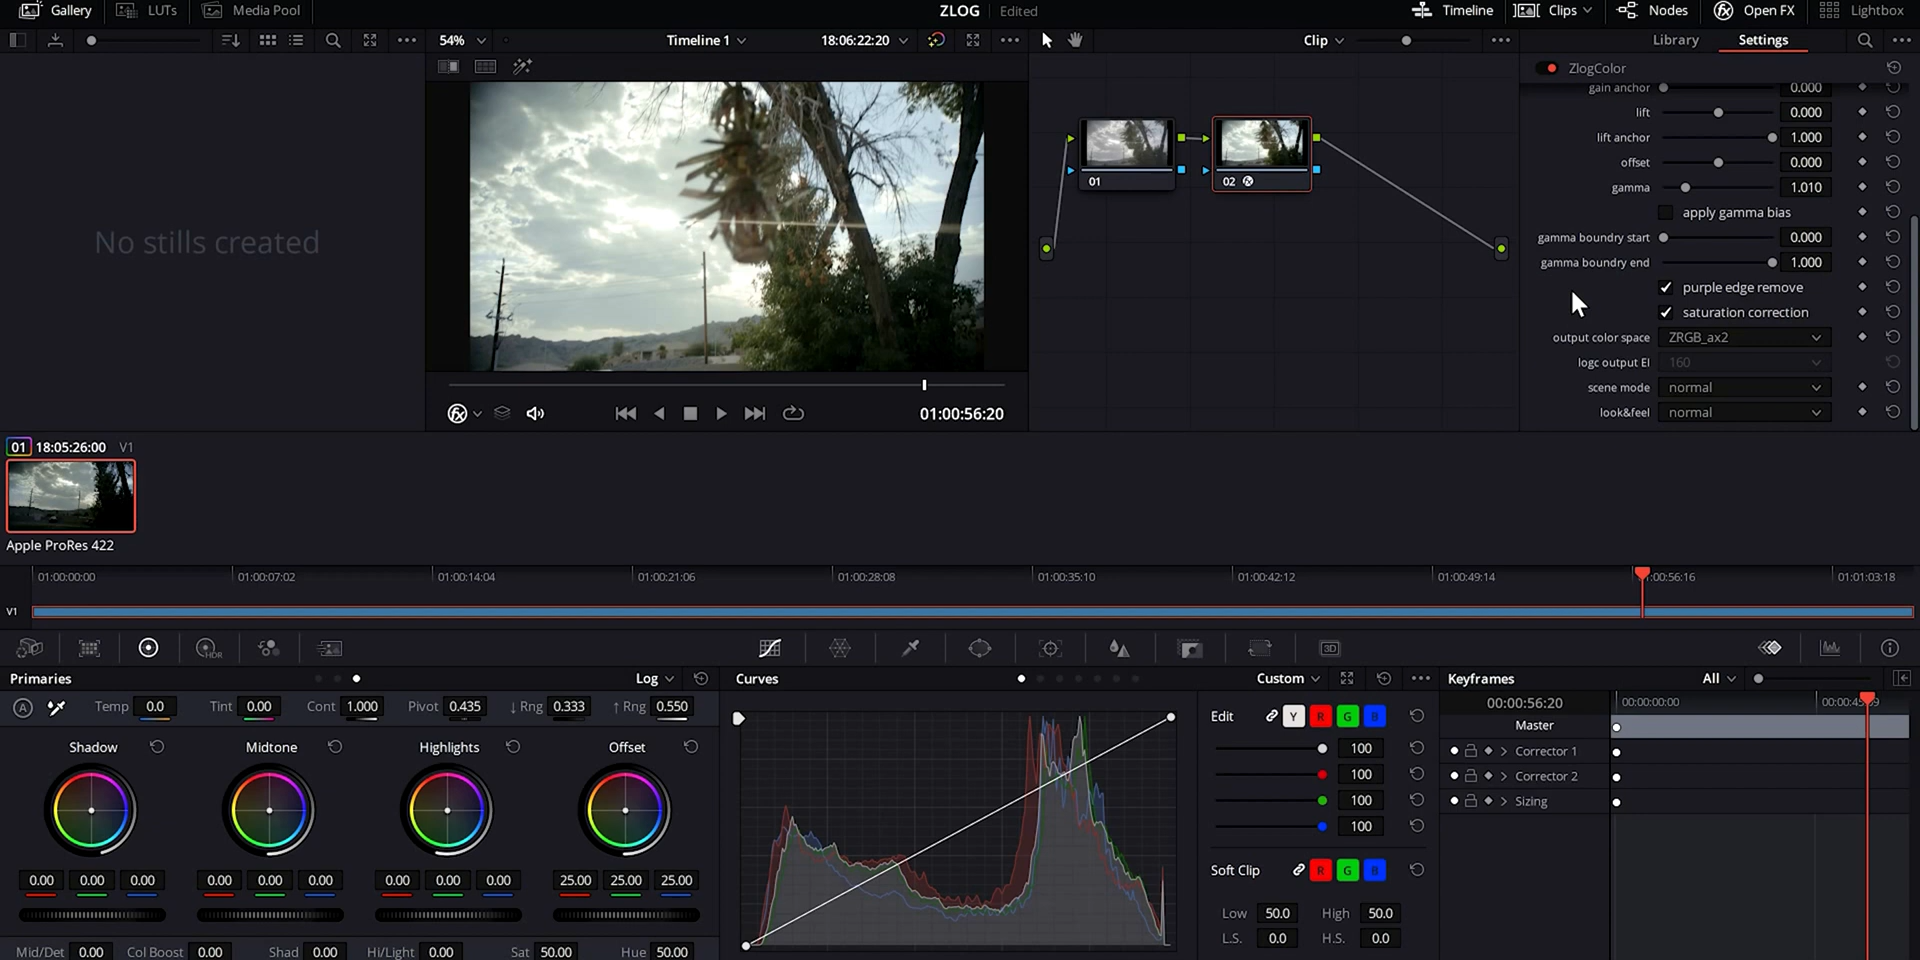 Gallery LUTs Media Pool ZLOG Edited Timeline Clips Nodes Open FX Lightbox
54% Timeline 1 18:06:22:20 Clip Library Settings
ZlogColor
gain anchor 0.000
lift 0.000
lift anchor 1.000
offset 0.000
gamma 1.010
apply gamma bias
gamma boundry start 0.000
gamma boundry end 1.000
purple edge remove
saturation correction
output color space ZRGB_ax2
logc output EI 160
scene mode normal
look&feel normal
No stills created
01 02
01:00:56:20
01 18:05:26:00 V1
Apple ProRes 422
01:00:00:00 01:00:07:02 01:00:14:04 01:00:21:06 01:00:28:08 01:00:35:10 01:00:42:12 01:00:49:14 :00:56:16 01:01:03:18
V1
HDR 3D
Primaries Log Curves Custom Keyframes All
A Temp 0.0 Tint 0.00 Cont 1.000 Pivot 0.435 ↓ Rng 0.333 ↑ Rng 0.550
Shadow Midtone Highlights Offset
0.00 0.00 0.00 0.00 0.00 0.00 0.00 0.00 0.00 25.00 25.00 25.00
Mid/Det 0.00 Col Boost 0.00 Shad 0.00 Hi/Light 0.00 Sat 50.00 Hue 50.00
Edit Y R G B
100
100
100
100
Soft Clip R G B
Low 50.0 High 50.0
L.S. 0.0 H.S. 0.0
00:00:56:20 00:00:00:00
Master
Corrector 1
Corrector 2
Sizing